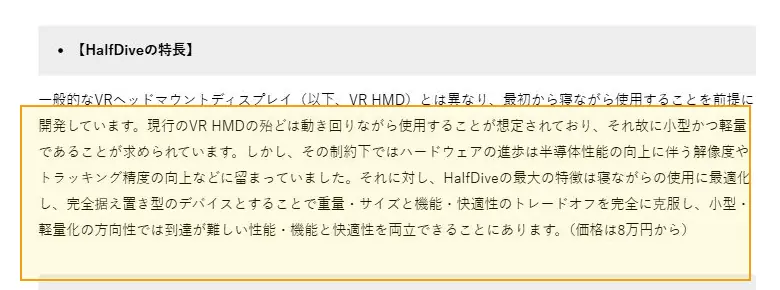 • 【HalfDiveの特長】
一般的なVRヘッドマウントディスプレイ（以下、VR HMD）とは異なり、最初から寝ながら使用することを前提に
開発しています。現行のVR HMDの殆どは動き回りながら使用することが想定されており、それ故に小型かつ軽量
であることが求められています。しかし、その制約下ではハードウェアの進歩は半導体性能の向上に伴う解像度や
トラッキング精度の向上などに留まっていました。それに対し、HalfDiveの最大の特徴は寝ながらの使用に最適化
し、完全据え置き型のデバイスとすることで重量・サイズと機能・快適性のトレードオフを完全に克服し、小型・
軽量化の方向性では到達が難しい性能・機能と快適性を両立できることにあります。（価格は8万円から）